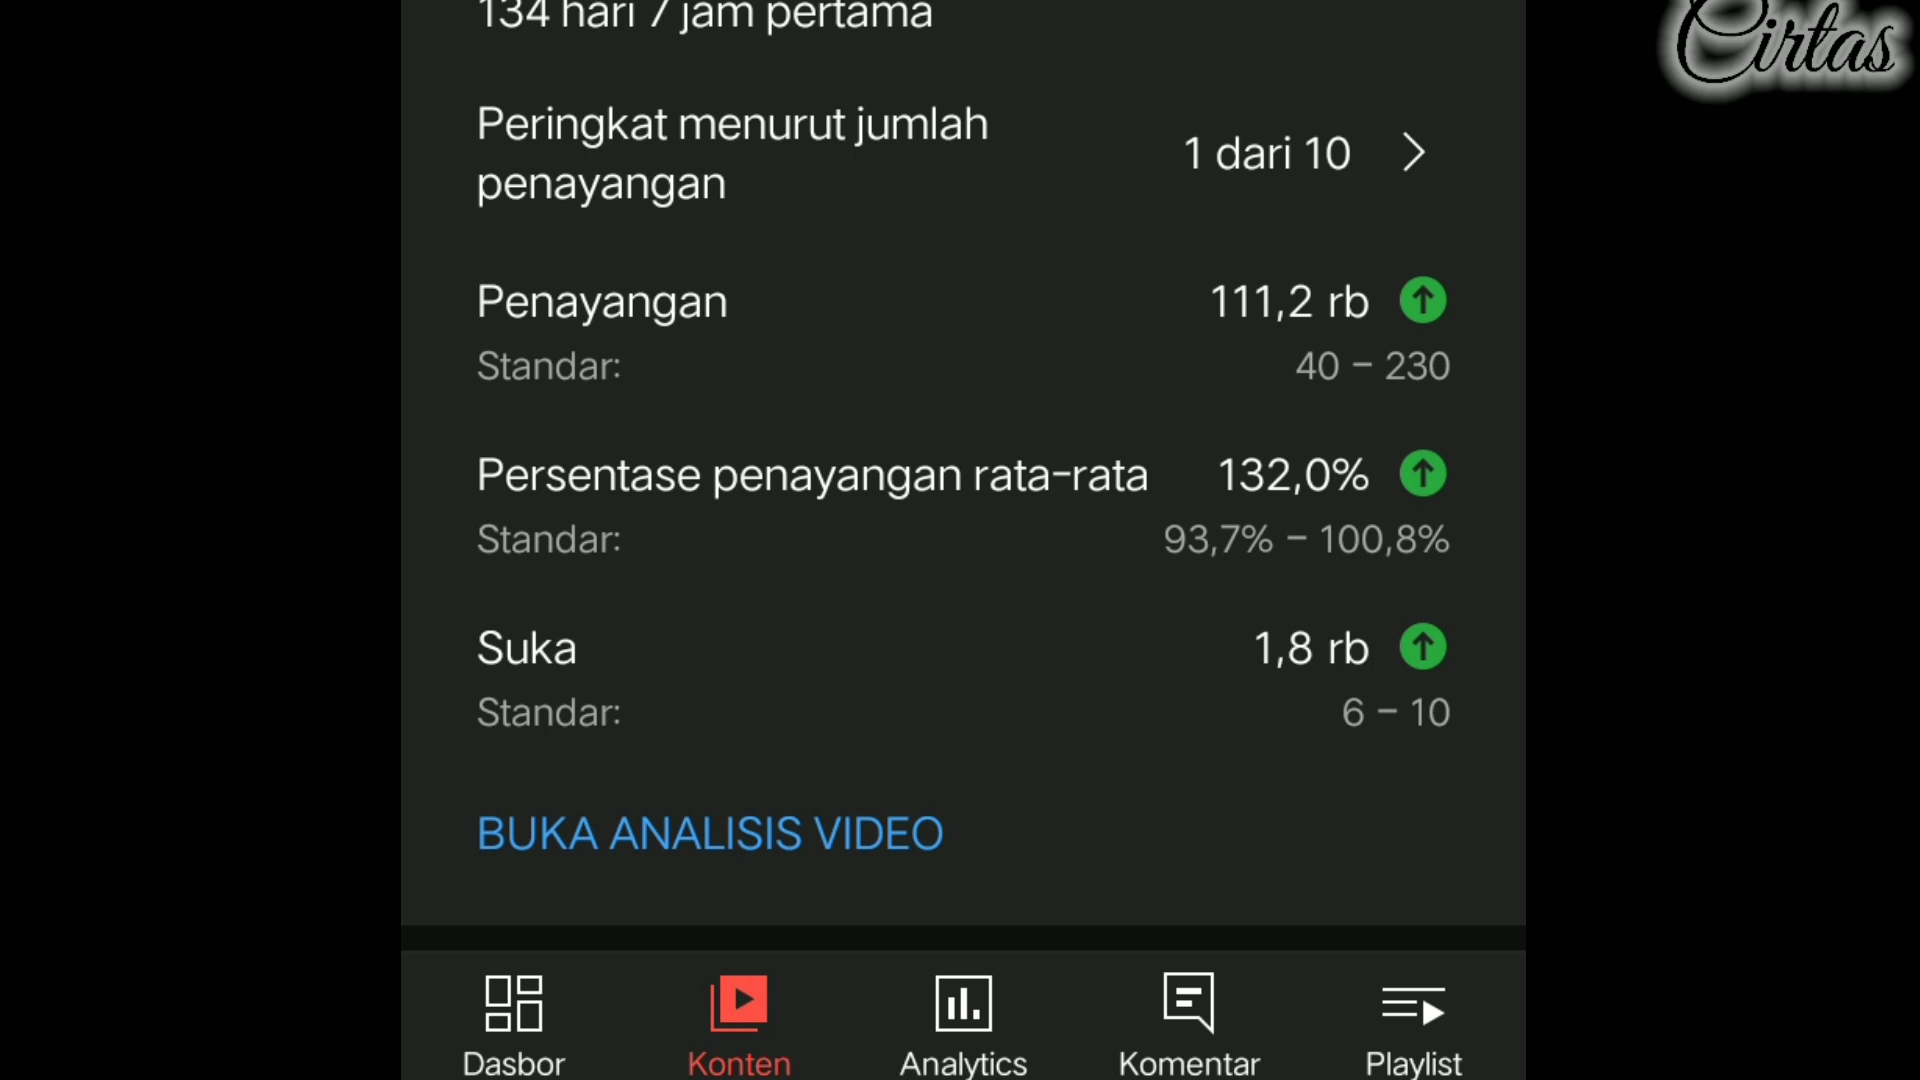 134 hari 7 jam pertama
Cirtas
Peringkat menurut jumlah
penayangan
1 dari 10
Penayangan 111,2 rb
Standar: 40 – 230
Persentase penayangan rata-rata 132,0%
Standar: 93,7% – 100,8%
Suka 1,8 rb
Standar: 6 – 10
BUKA ANALISIS VIDEO
Dasbor Konten Analytics Komentar Playlist